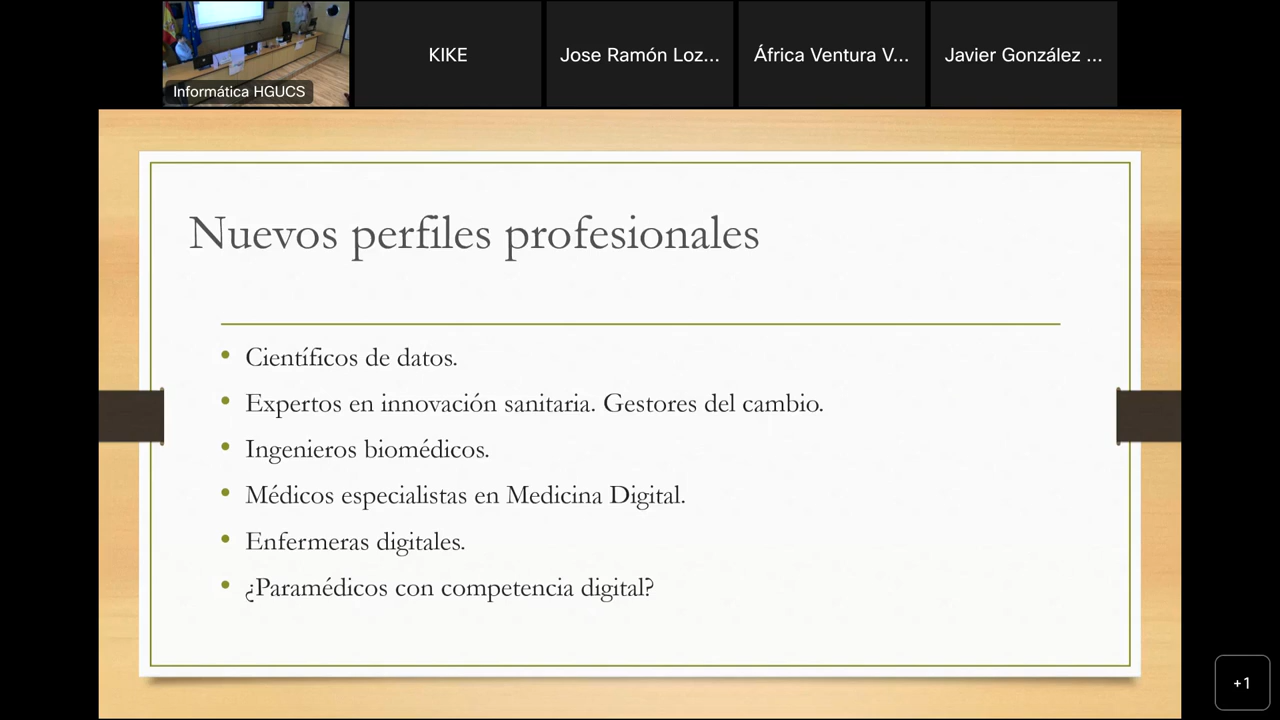 Informática HGUCS
KIKE
Jose Ramón Loz...
África Ventura V...
Javier González ...
Nuevos perfiles profesionales
• Científicos de datos.
• Expertos en innovación sanitaria. Gestores del cambio.
• Ingenieros biomédicos.
• Médicos especialistas en Medicina Digital.
• Enfermeras digitales.
• ¿Paramédicos con competencia digital?
+1